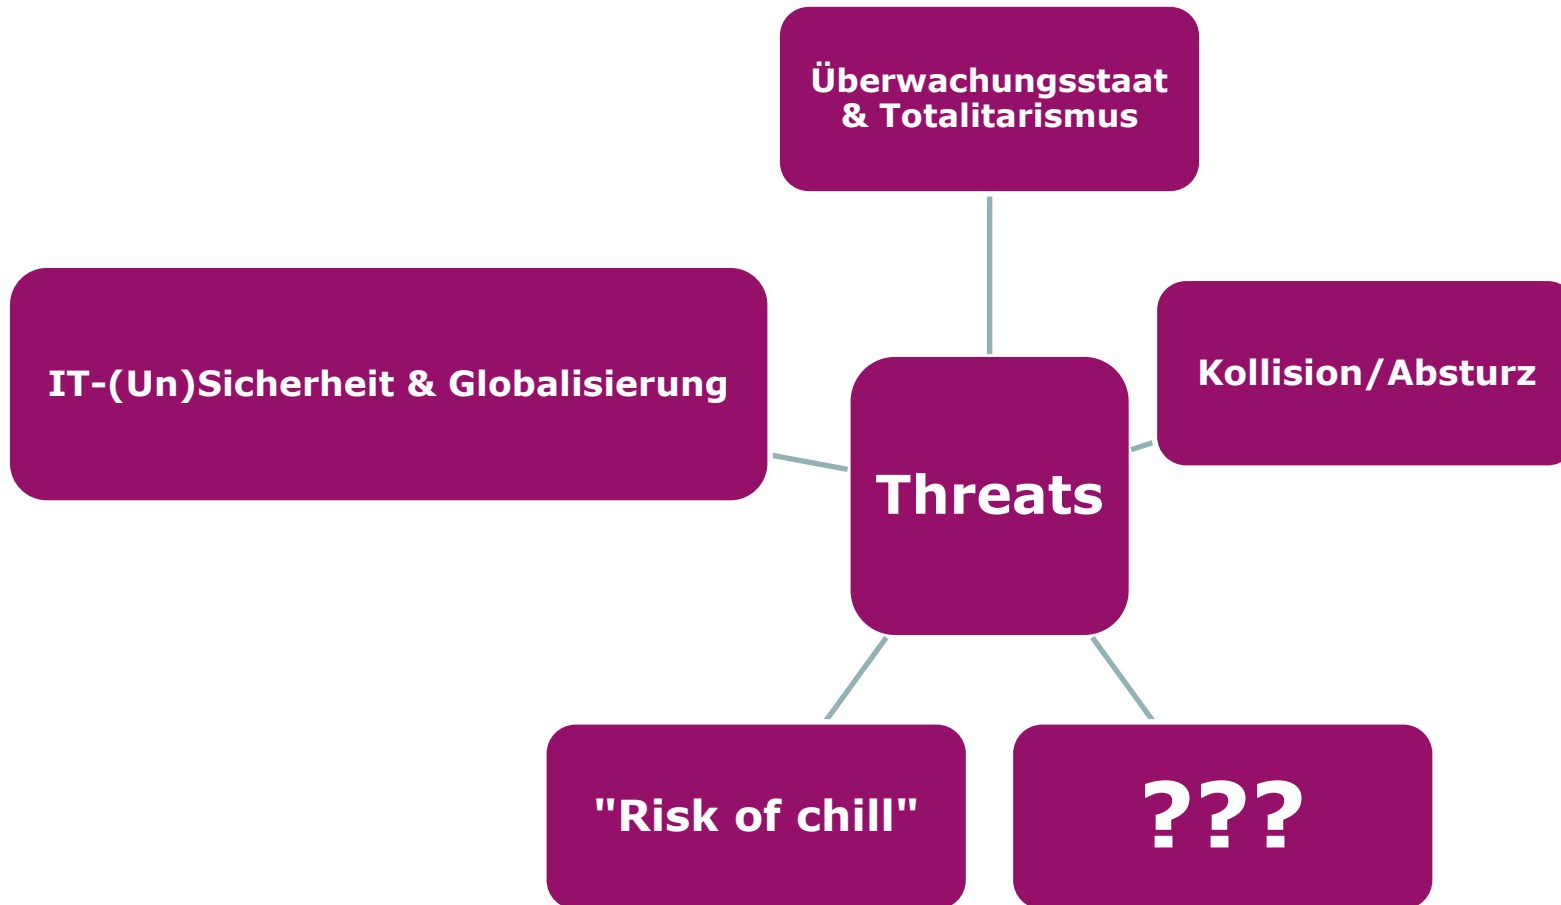 Überwachungsstaat
& Totalitarismus
IT-(Un)Sicherheit & Globalisierung
Kollision/Absturz
Threats
"Risk of chill"
???